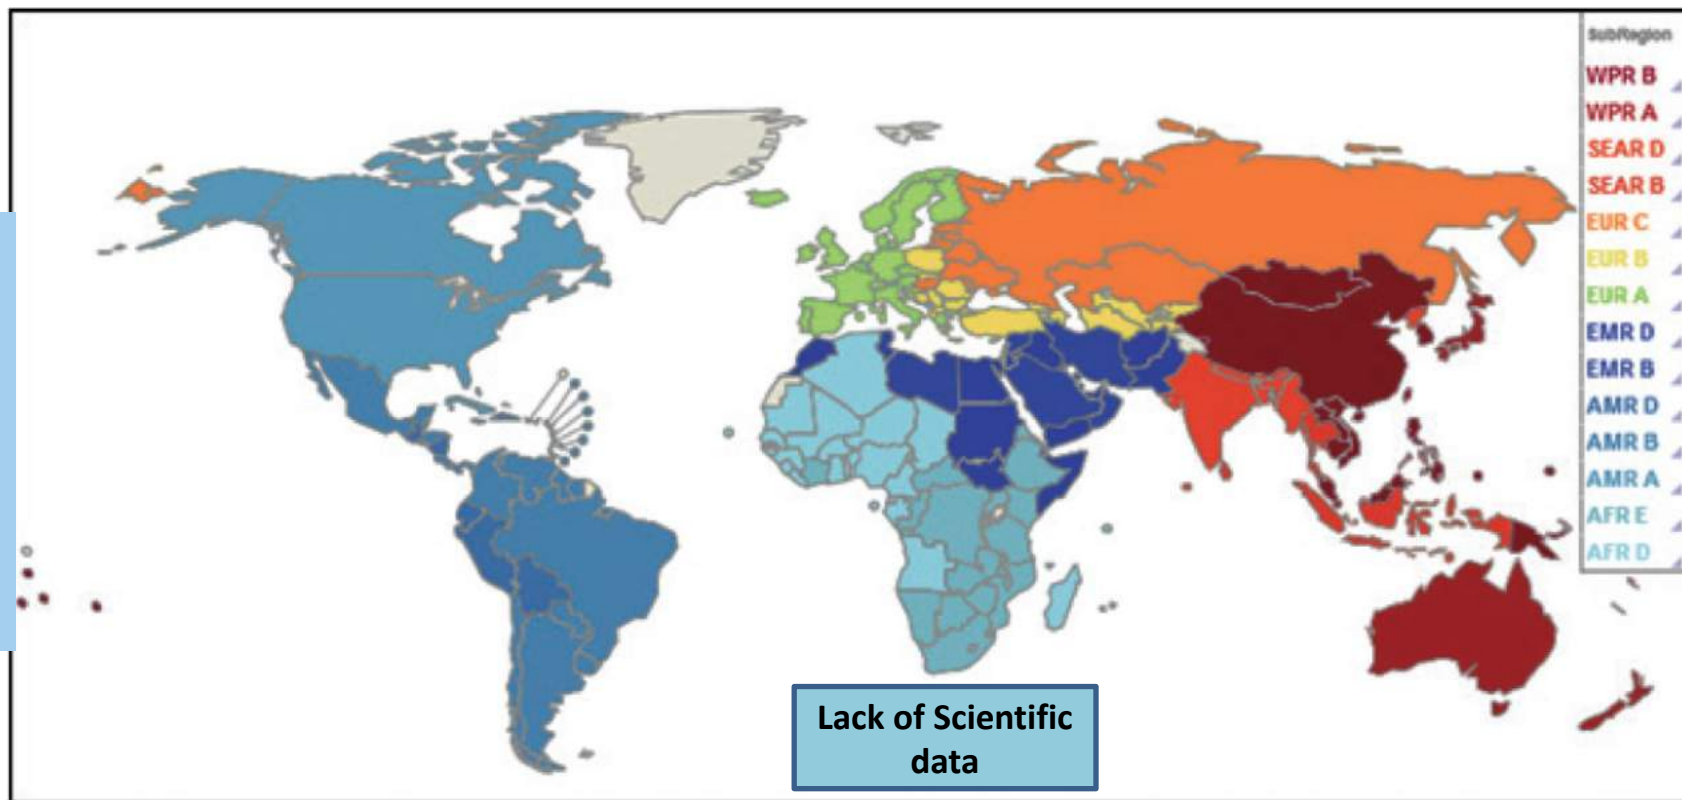 SubRegion
WPR B
WPR A
SEAR D
SEAR B
EUR C
EUR B
EUR A
EMR D
EMR B
AMR D
AMR B
AMR A
AFR E
AFR D
Lack of Scientific
data